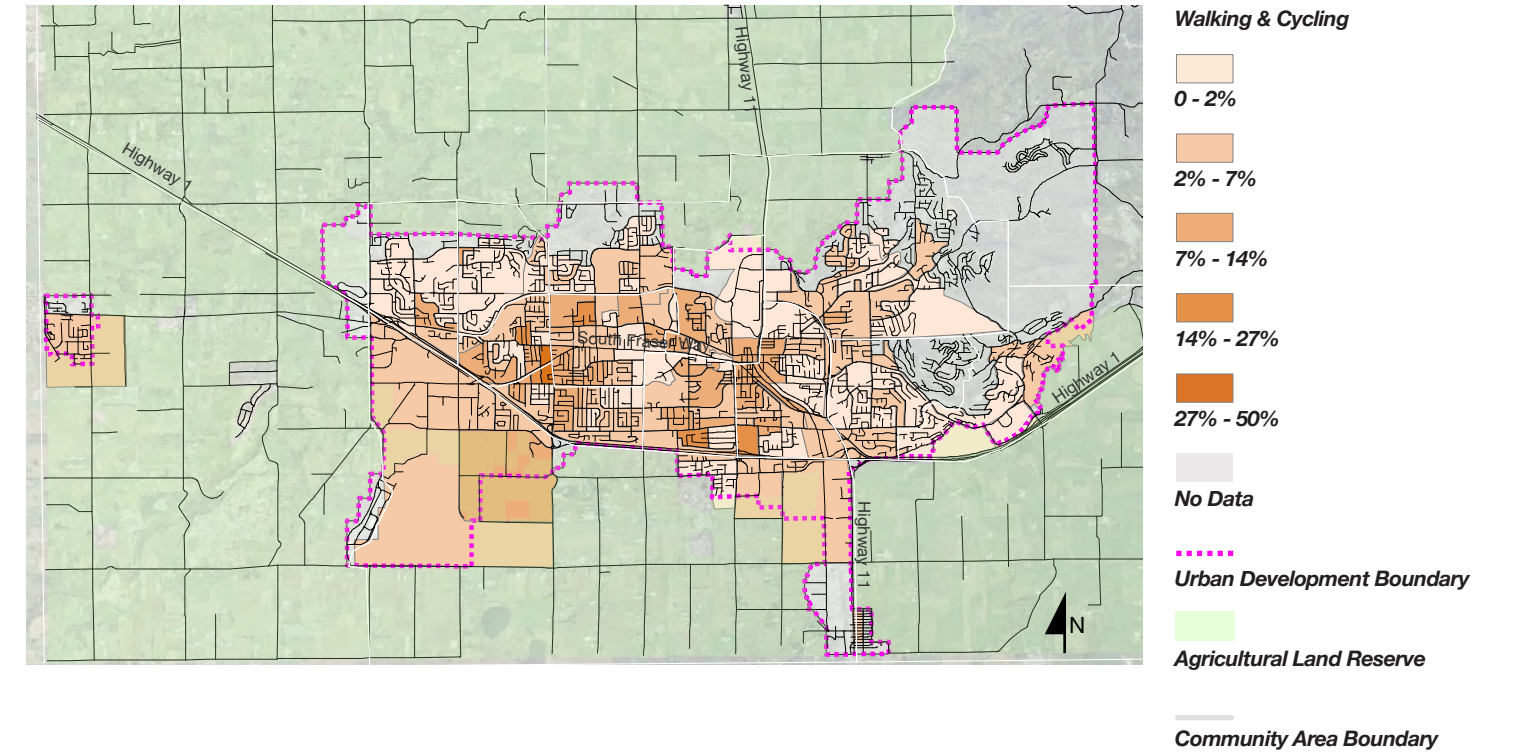 Walking & Cycling
0 - 2%
2% - 7%
7% - 14%
14% - 27%
27% - 50%
No Data
Urban Development Boundary
Agricultural Land Reserve
Community Area Boundary
Highway 11
Highway 1
South Fraser Way
Highway 1
Highway 11
N